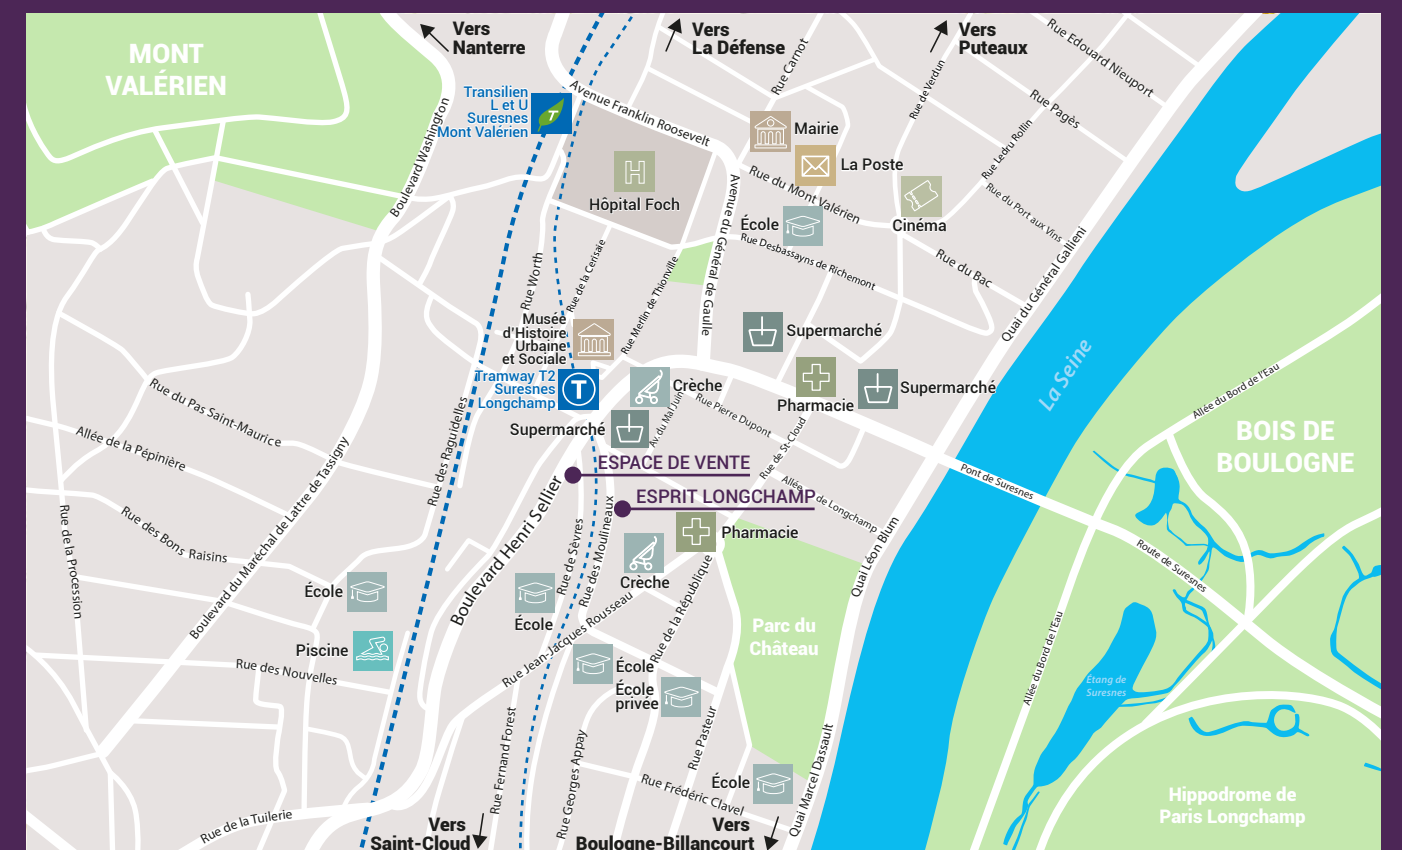 MONT
VALÉRIEN
Vers
Nanterre
Vers
La Défense
Vers
Puteaux
Rue Edouard Nieuport
Rue Carnot
Rue de Verdun
Rue Pagès
Transilien
L et U
Suresnes
Mont Valérien
Avenue Franklin Roosevelt
Boulevard Washington
Mairie
La Poste
Rue Ledru Rollin
Hôpital Foch
Rue du Mont Valérien
École
Cinéma
Rue du Port aux Vins
Avenue du Général de Gaulle
Rue Desbassayns de Richemont
Rue du Bac
Quai du Général Gallieni
Rue Worth
Rue de la Cerisaie
Rue Merlin de Thionville
Musée
d'Histoire
Urbaine
et Sociale
Supermarché
La Seine
Tramway T2
Suresnes
Longchamp
Crèche
Pharmacie
Supermarché
Allée du Bord de l'Eau
Rue du Pas Saint-Maurice
Rue des Raguidelles
Supermarché
Av. du Mal Juin
Rue Pierre Dupont
Rue de St-Cloud
BOIS DE
BOULOGNE
Allée de la Pépinière
ESPACE DE VENTE
Pont de Suresnes
Allée de Longchamp
ESPRIT LONGCHAMP
Rue de la Procession
Rue des Bons Raisins
Boulevard du Maréchal de Lattre de Tassigny
Boulevard Henri Sellier
Rue de Sèvres
Rue des Moulineaux
Pharmacie
Quai Léon Blum
Route de Suresnes
École
École
Crèche
Rue Jean-Jacques Rousseau
Rue de la République
Parc du
Château
Allée du Bord de l'Eau
Piscine
Rue des Nouvelles
École
École
privée
Étang de
Suresnes
Rue Fernand Forest
Rue Georges Appay
Rue Pasteur
Quai Marcel Dassault
École
Rue Frédéric Clavel
Hippodrome de
Paris Longchamp
Rue de la Tuilerie
Vers
Saint-Cloud
Vers
Boulogne-Billancourt